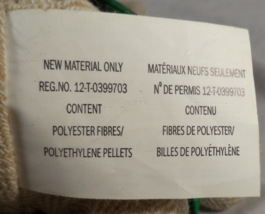 NEW MATERIAL ONLY
REG.NO. 12-T-0399703
CONTENT
POLYESTER FIBRES/
POLYETHYLENE PELLETS
MATÉRIAUX NEUFS SEULEMENT
N° DE PERMIS 12-T-0399703
CONTENU
FIBRES DE POLYESTER/
BILLES DE POLYÉTHYLÈNE